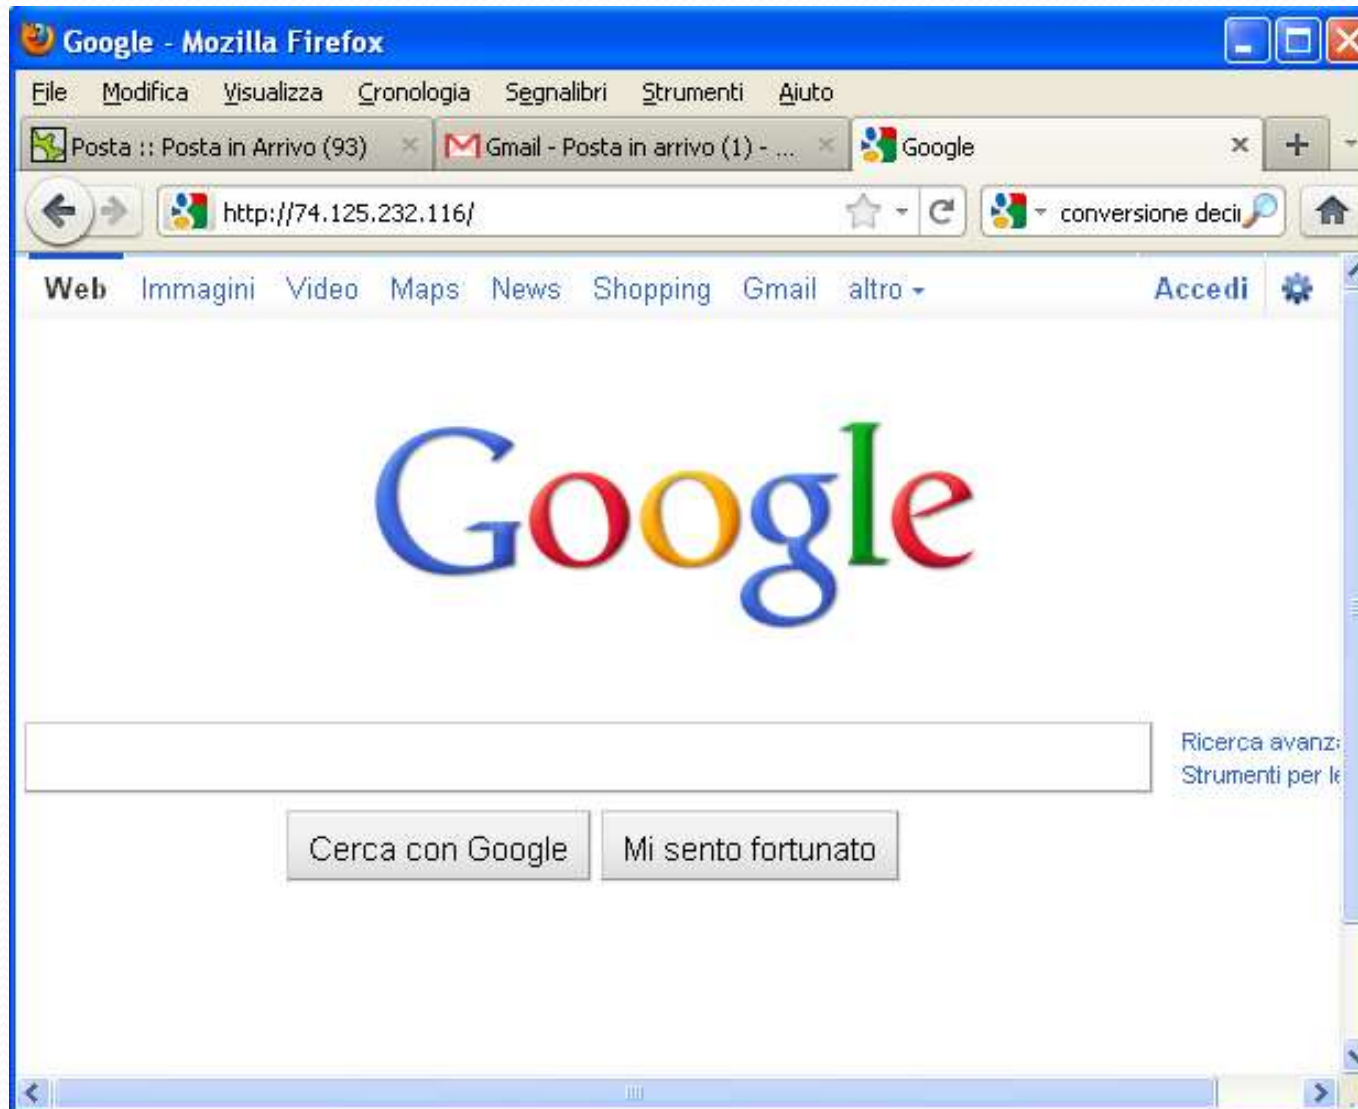 Google - Mozilla Firefox
File Modifica Visualizza Cronologia Segnalibri Strumenti Aiuto
Posta :: Posta in Arrivo (93) Gmail - Posta in arrivo (1) - ... Google
http://74.125.232.116/ conversione
Web Immagini Video Maps News Shopping Gmail altro Accedi
Google
Ricerca
Strumenti per
Cerca con Google Mi sento fortunato